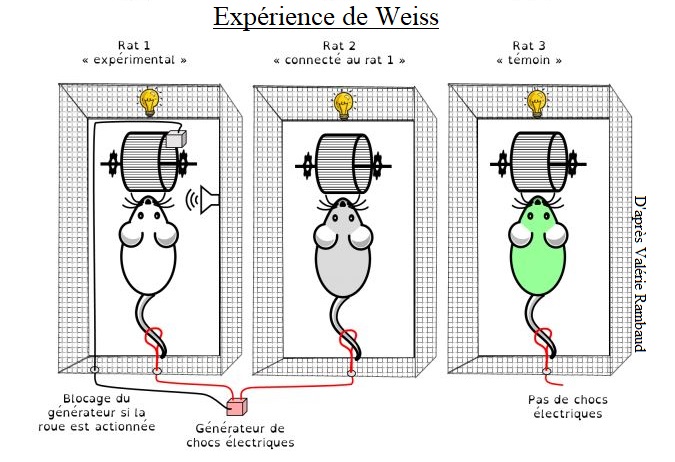 Expérience de Weiss
Rat 1
« expérimental »
Rat 2
« connecté au rat 1 »
Rat 3
« témoin »
D'après Valérie Rambaud
Blocage du
générateur si la
roue est actionnée
Générateur de
chocs électriques
Pas de chocs
électriques